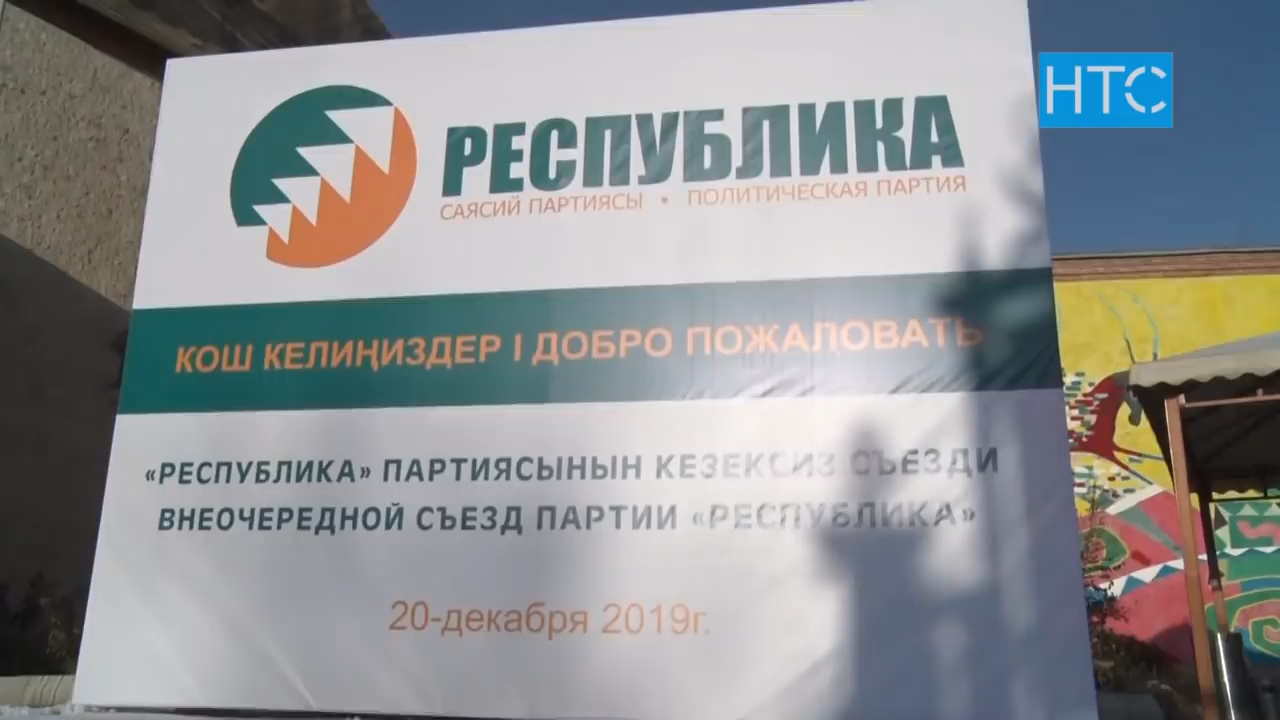 НТС
РЕСПУБЛИКА
САЯСИЙ ПАРТИЯСЫ • ПОЛИТИЧЕСКАЯ ПАРТИЯ
КОШ КЕЛИҢИЗДЕР | ДОБРО ПОЖАЛОВАТЬ
«РЕСПУБЛИКА» ПАРТИЯСЫНЫН КЕЗЕКСИЗ СЪЕЗДИ
ВНЕОЧЕРЕДНОЙ СЪЕЗД ПАРТИИ «РЕСПУБЛИКА»
20-декабря 2019г.